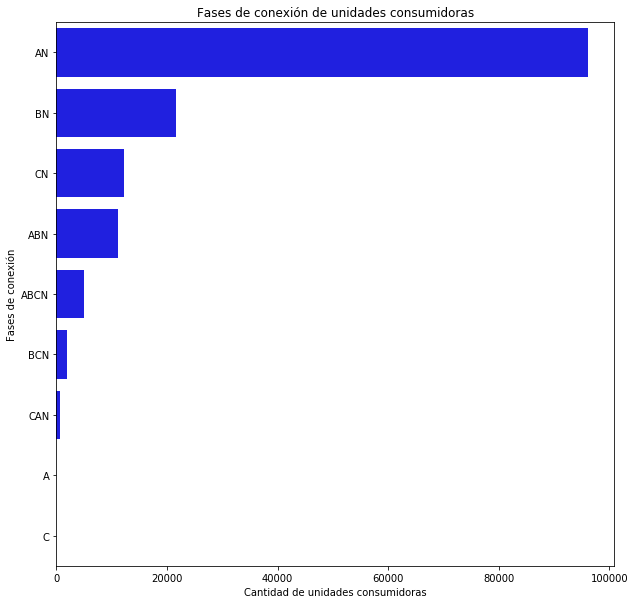 Fases de conexión de unidades consumidoras
AN
BN
CN
ABN
ABCN
BCN
CAN
A
C
Fases de conexión
0 20000 40000 60000 80000 100000
Cantidad de unidades consumidoras